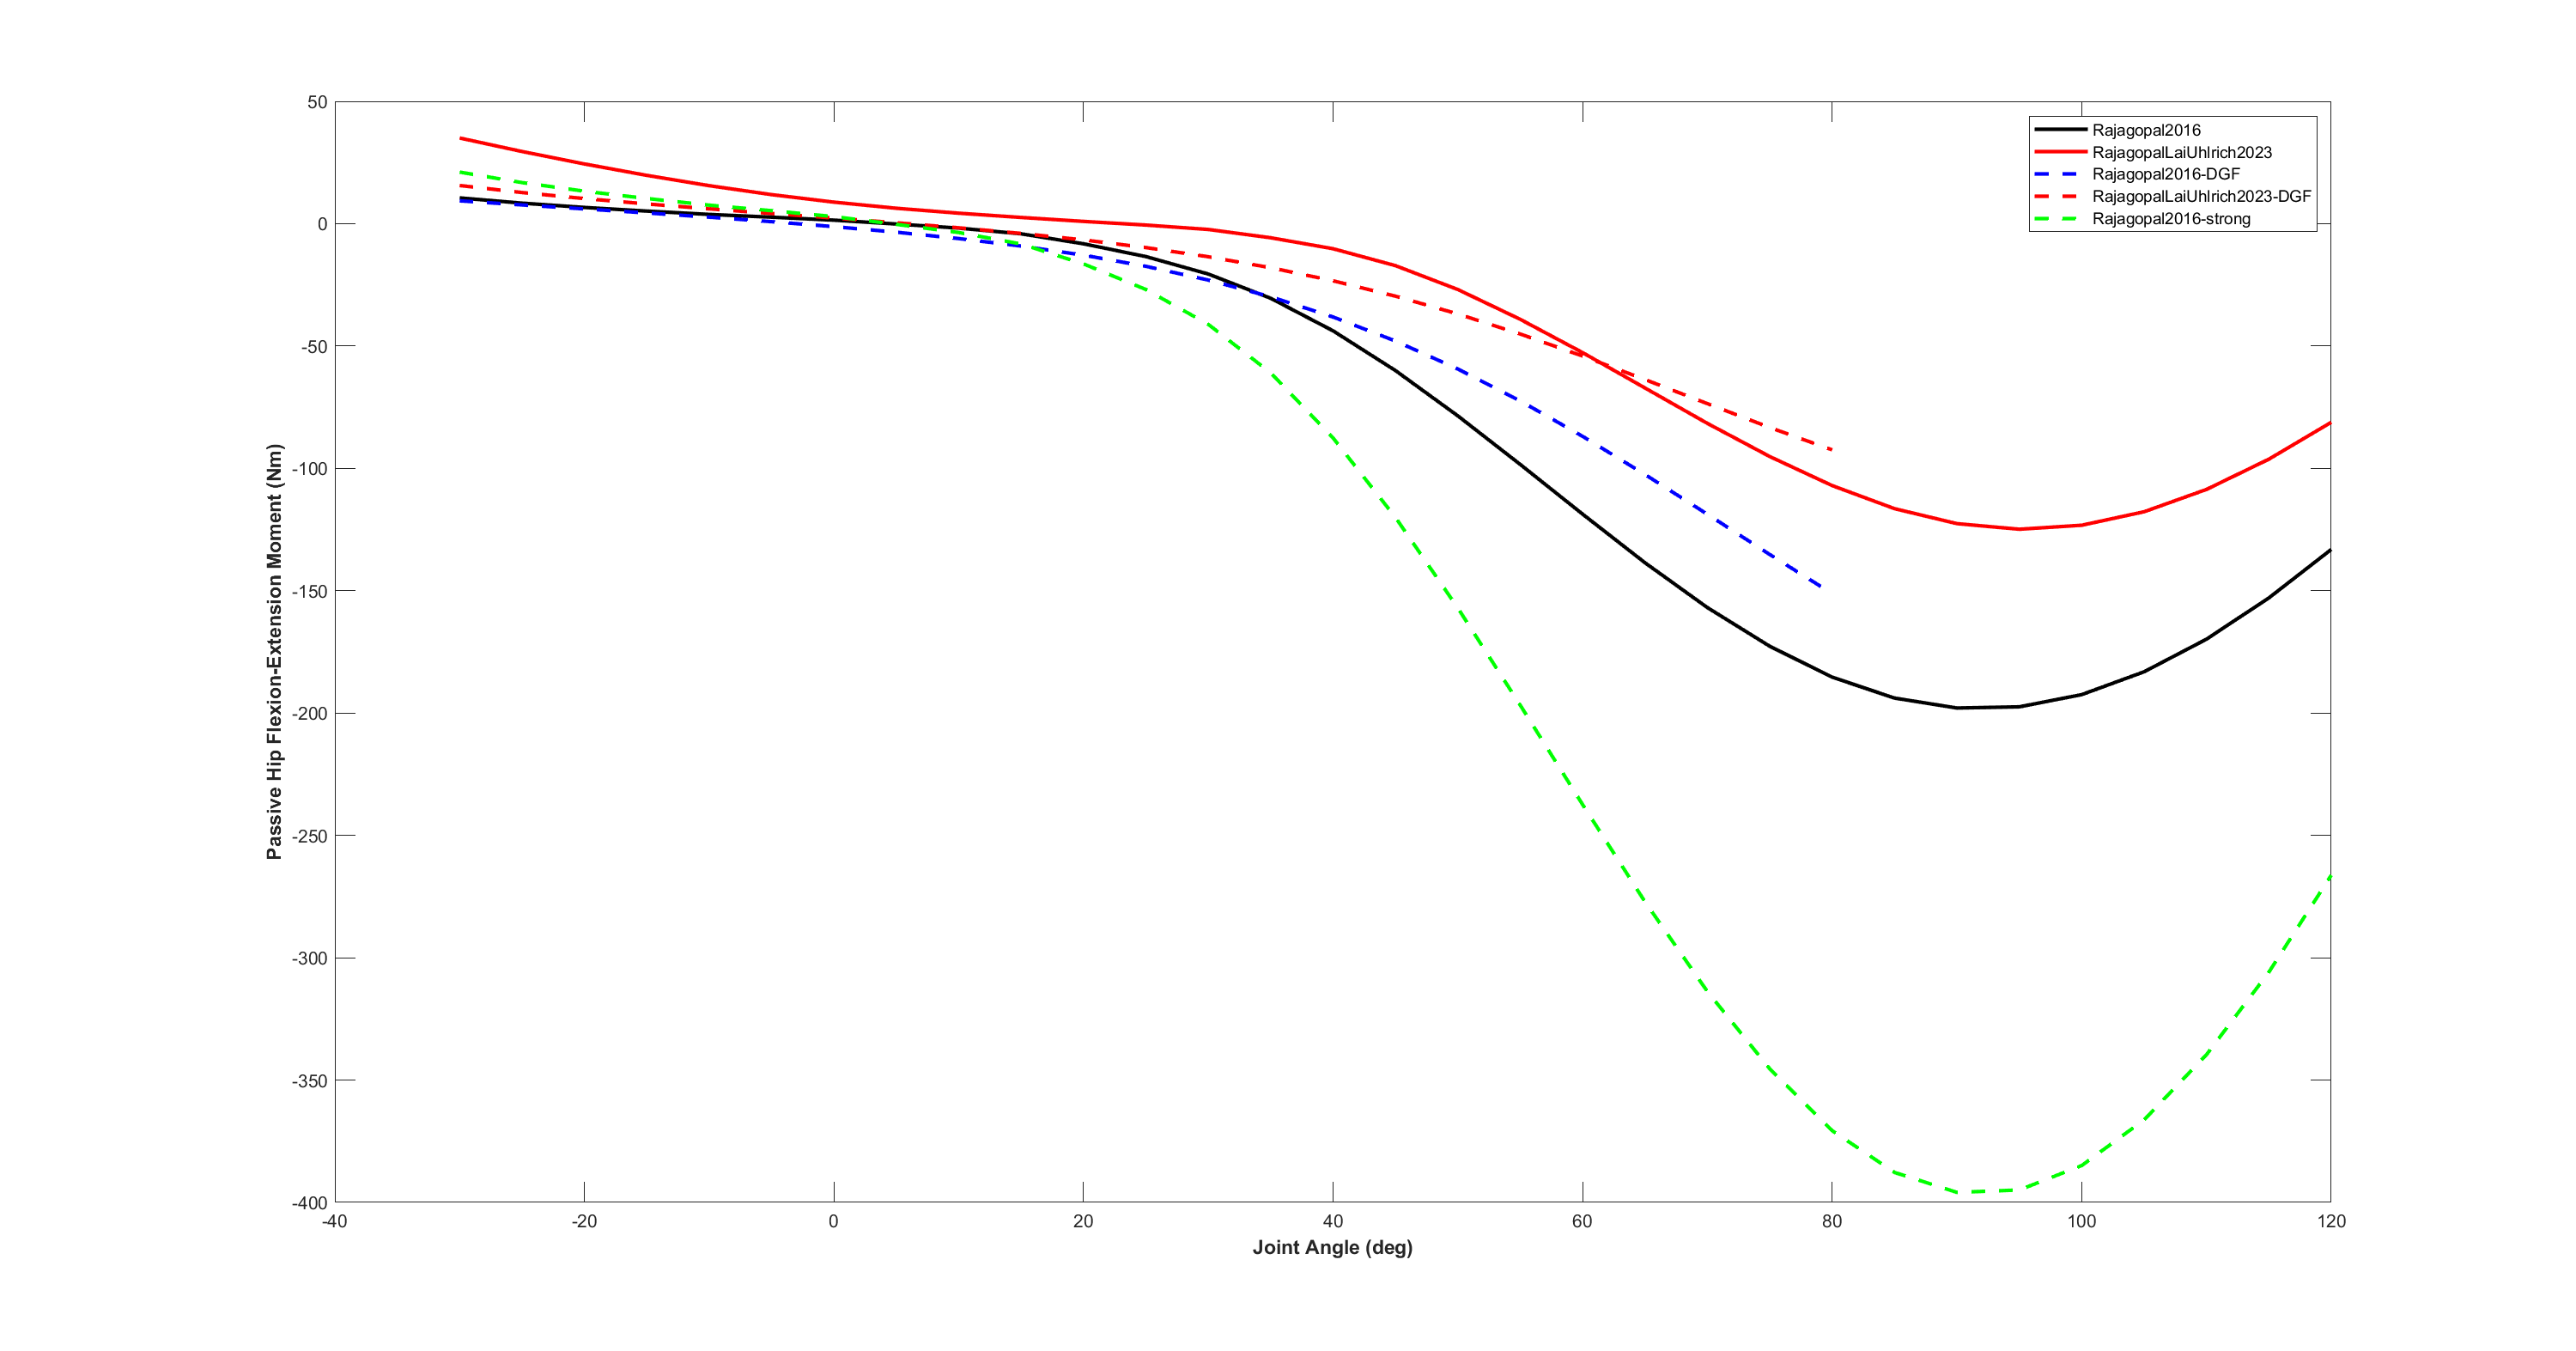 50
0
-50
-100
-150
-200
-250
-300
-350
-400
-40
-20
0
20
40
60
80
100
120
Joint Angle (deg)
Passive Hip Flexion-Extension Moment (Nm)
Rajagopal2016
RajagopalLaiUhlrich2023
Rajagopal2016-DGF
RajagopalLaiUhlrich2023-DGF
Rajagopal2016-strong